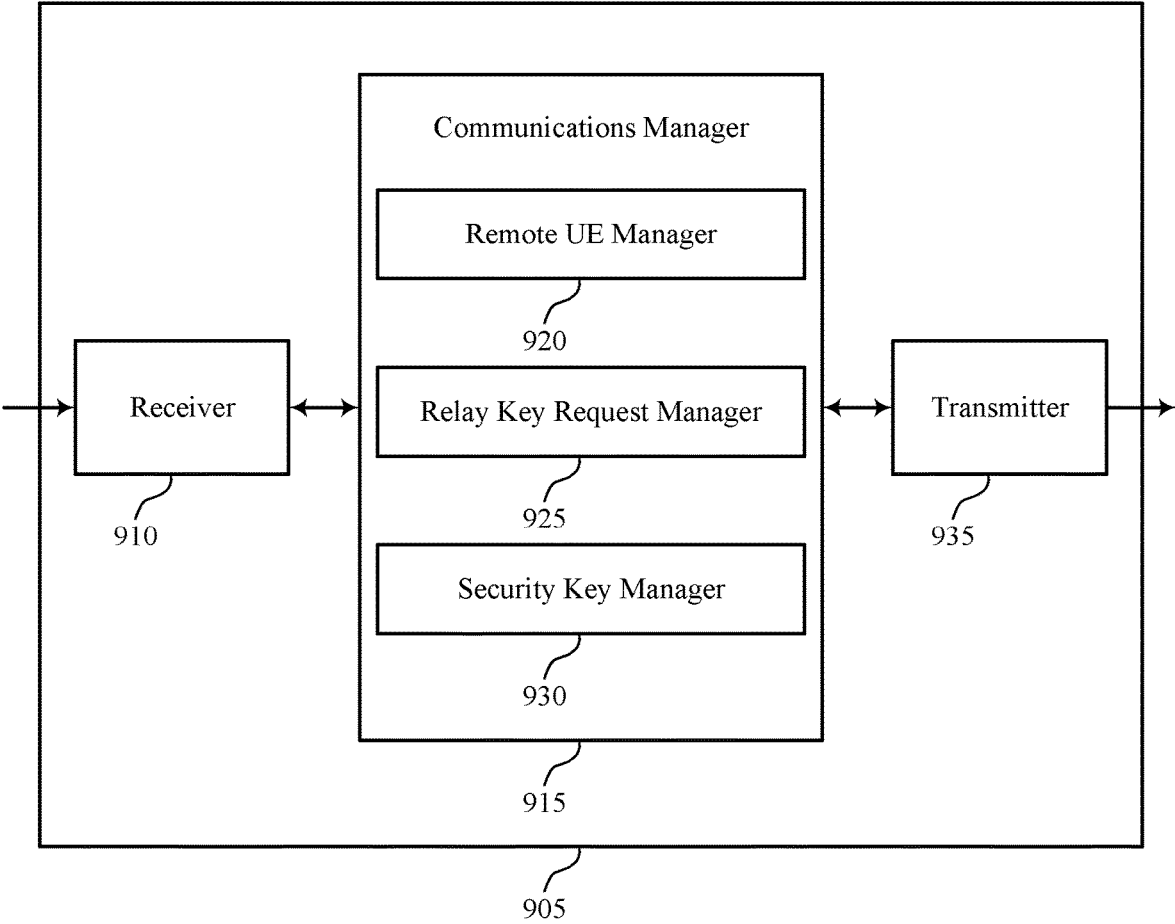 Communications Manager
Remote UE Manager
920
Receiver
910
Relay Key Request Manager
925
Transmitter
935
Security Key Manager
930
915
905